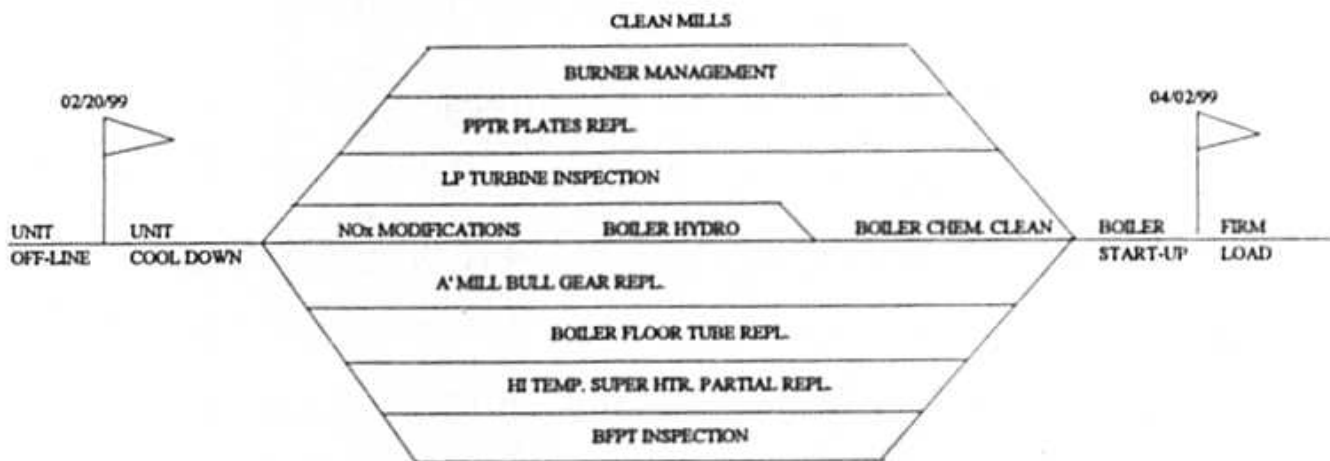 CLEAN MILLS
BURNER MANAGEMENT
02/20/99
04/02/99
PPTR PLATES REPL.
LP TURBINE INSPECTION
UNIT
UNIT
NOx MODIFICATIONS
BOILER HYDRO
BOILER CHEM. CLEAN
BOILER
FIRM
OFF-LINE
COOL DOWN
START-UP
LOAD
A' MILL BULL GEAR REPL.
BOILER FLOOR TUBE REPL.
HI TEMP. SUPER HTR. PARTIAL REPL.
BFPT INSPECTION